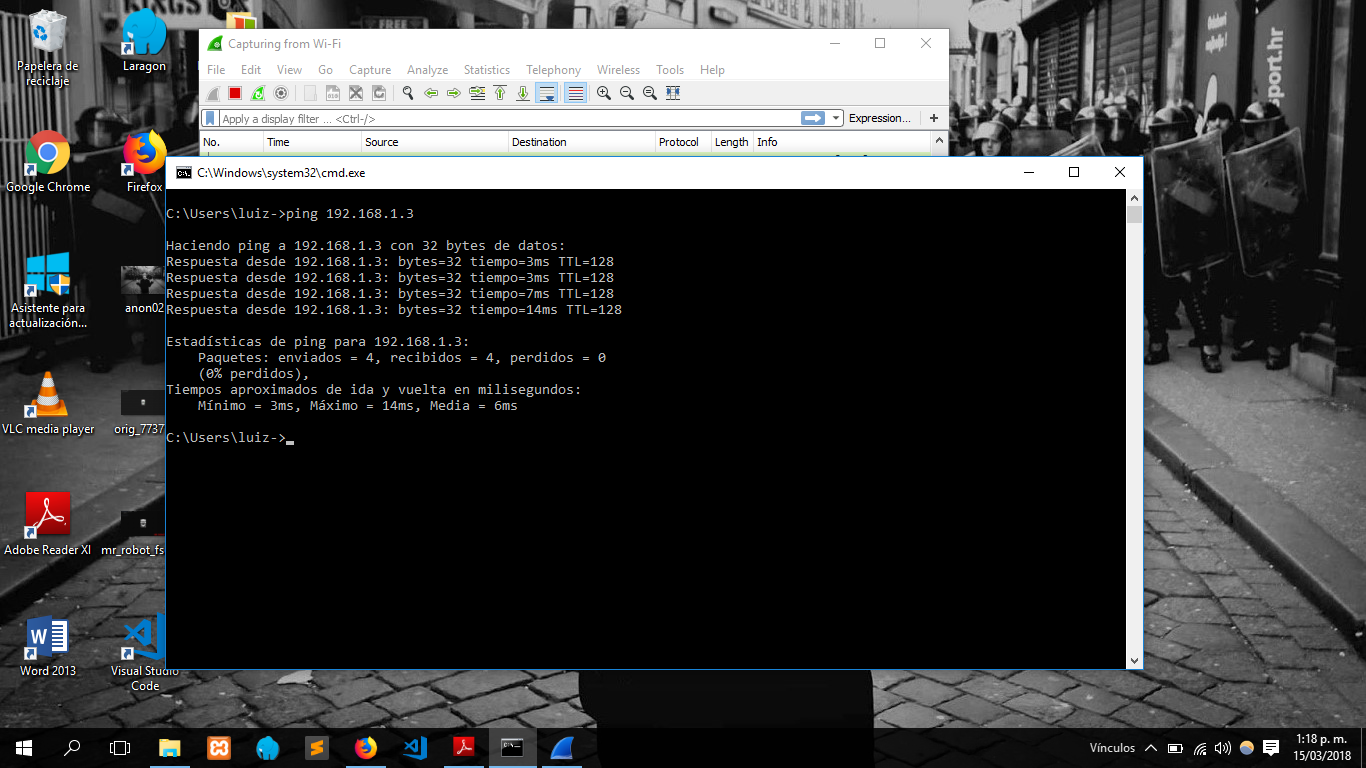 Papelera de
reciclaje
Laragon
Google Chrome
Firefox
Asistente para
actualización...
anon02
VLC media player
orig_7737
Adobe Reader XI
mr_robot_fs
Word 2013
Visual Studio
Code
FREE
sport.hr
Capturing from Wi-Fi
File Edit View Go Capture Analyze Statistics Telephony Wireless Tools Help
Apply a display filter ... <Ctrl-/>
Expression... +
No. Time Source Destination Protocol Length Info
C:\Windows\system32\cmd.exe
C:\Users\luiz->ping 192.168.1.3
Haciendo ping a 192.168.1.3 con 32 bytes de datos:
Respuesta desde 192.168.1.3: bytes=32 tiempo=3ms TTL=128
Respuesta desde 192.168.1.3: bytes=32 tiempo=3ms TTL=128
Respuesta desde 192.168.1.3: bytes=32 tiempo=7ms TTL=128
Respuesta desde 192.168.1.3: bytes=32 tiempo=14ms TTL=128
Estadísticas de ping para 192.168.1.3:
Paquetes: enviados = 4, recibidos = 4, perdidos = 0
(0% perdidos),
Tiempos aproximados de ida y vuelta en milisegundos:
Mínimo = 3ms, Máximo = 14ms, Media = 6ms
C:\Users\luiz->
Vínculos
1:18 p. m.
15/03/2018